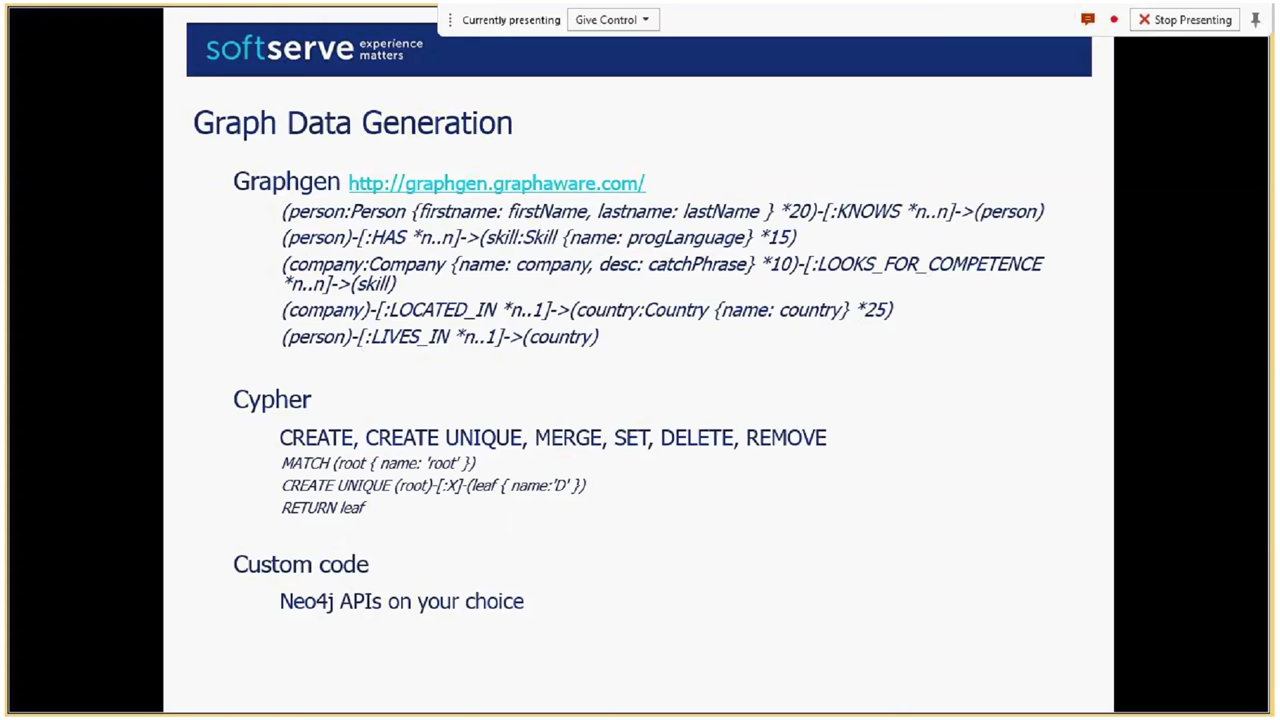 Currently presenting
Give Control
Stop Presenting
softserve experience
matters
Graph Data Generation
Graphgen http://graphgen.graphaware.com/
(person:Person {firstname: firstName, lastname: lastName } *20)-[:KNOWS *n..n]->(person)
(person)-[:HAS *n..n]->(skill:Skill {name: progLanguage} *15)
(company:Company {name: company, desc: catchPhrase} *10)-[:LOOKS_FOR_COMPETENCE
*n..n]->(skill)
(company)-[:LOCATED_IN *n..1]->(country:Country {name: country} *25)
(person)-[:LIVES_IN *n..1]->(country)
Cypher
CREATE, CREATE UNIQUE, MERGE, SET, DELETE, REMOVE
MATCH (root { name: 'root' })
CREATE UNIQUE (root)-[:X]-(leaf { name:'D' })
RETURN leaf
Custom code
Neo4j APIs on your choice